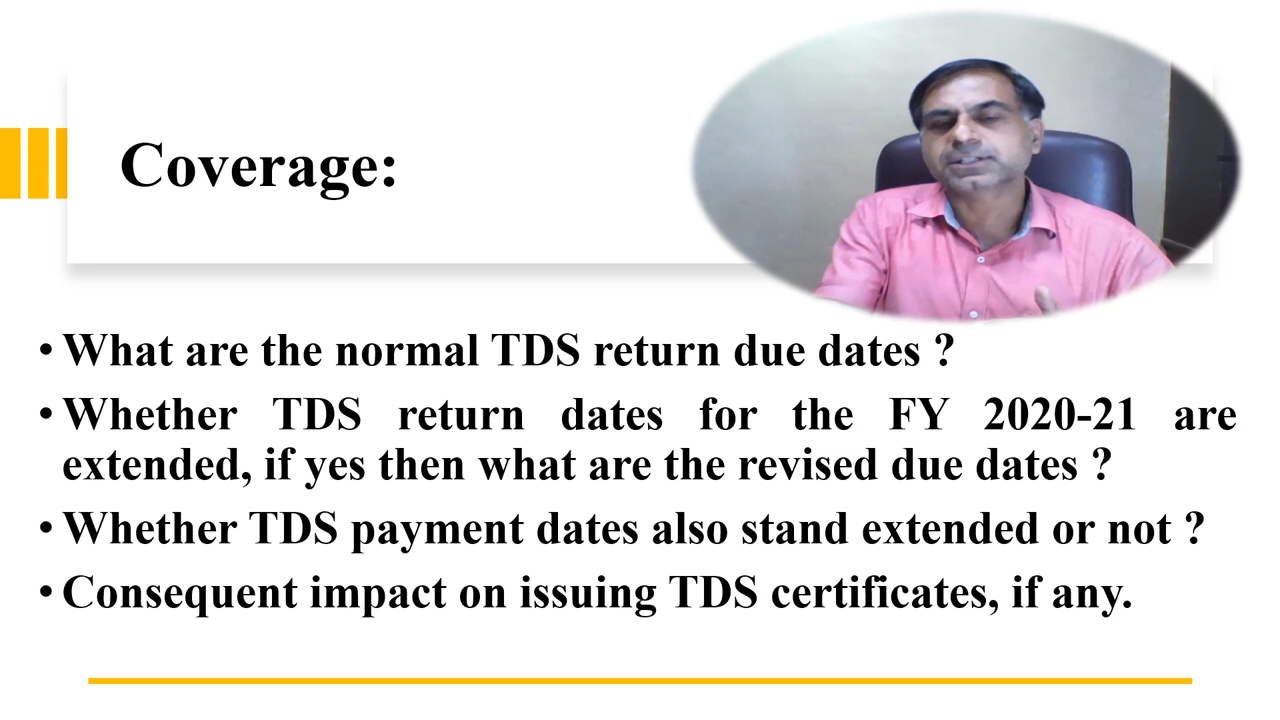 Coverage:
• What are the normal TDS return due dates ?
• Whether TDS return dates for the FY 2020-21 are
extended, if yes then what are the revised due dates ?
• Whether TDS payment dates also stand extended or not ?
• Consequent impact on issuing TDS certificates, if any.